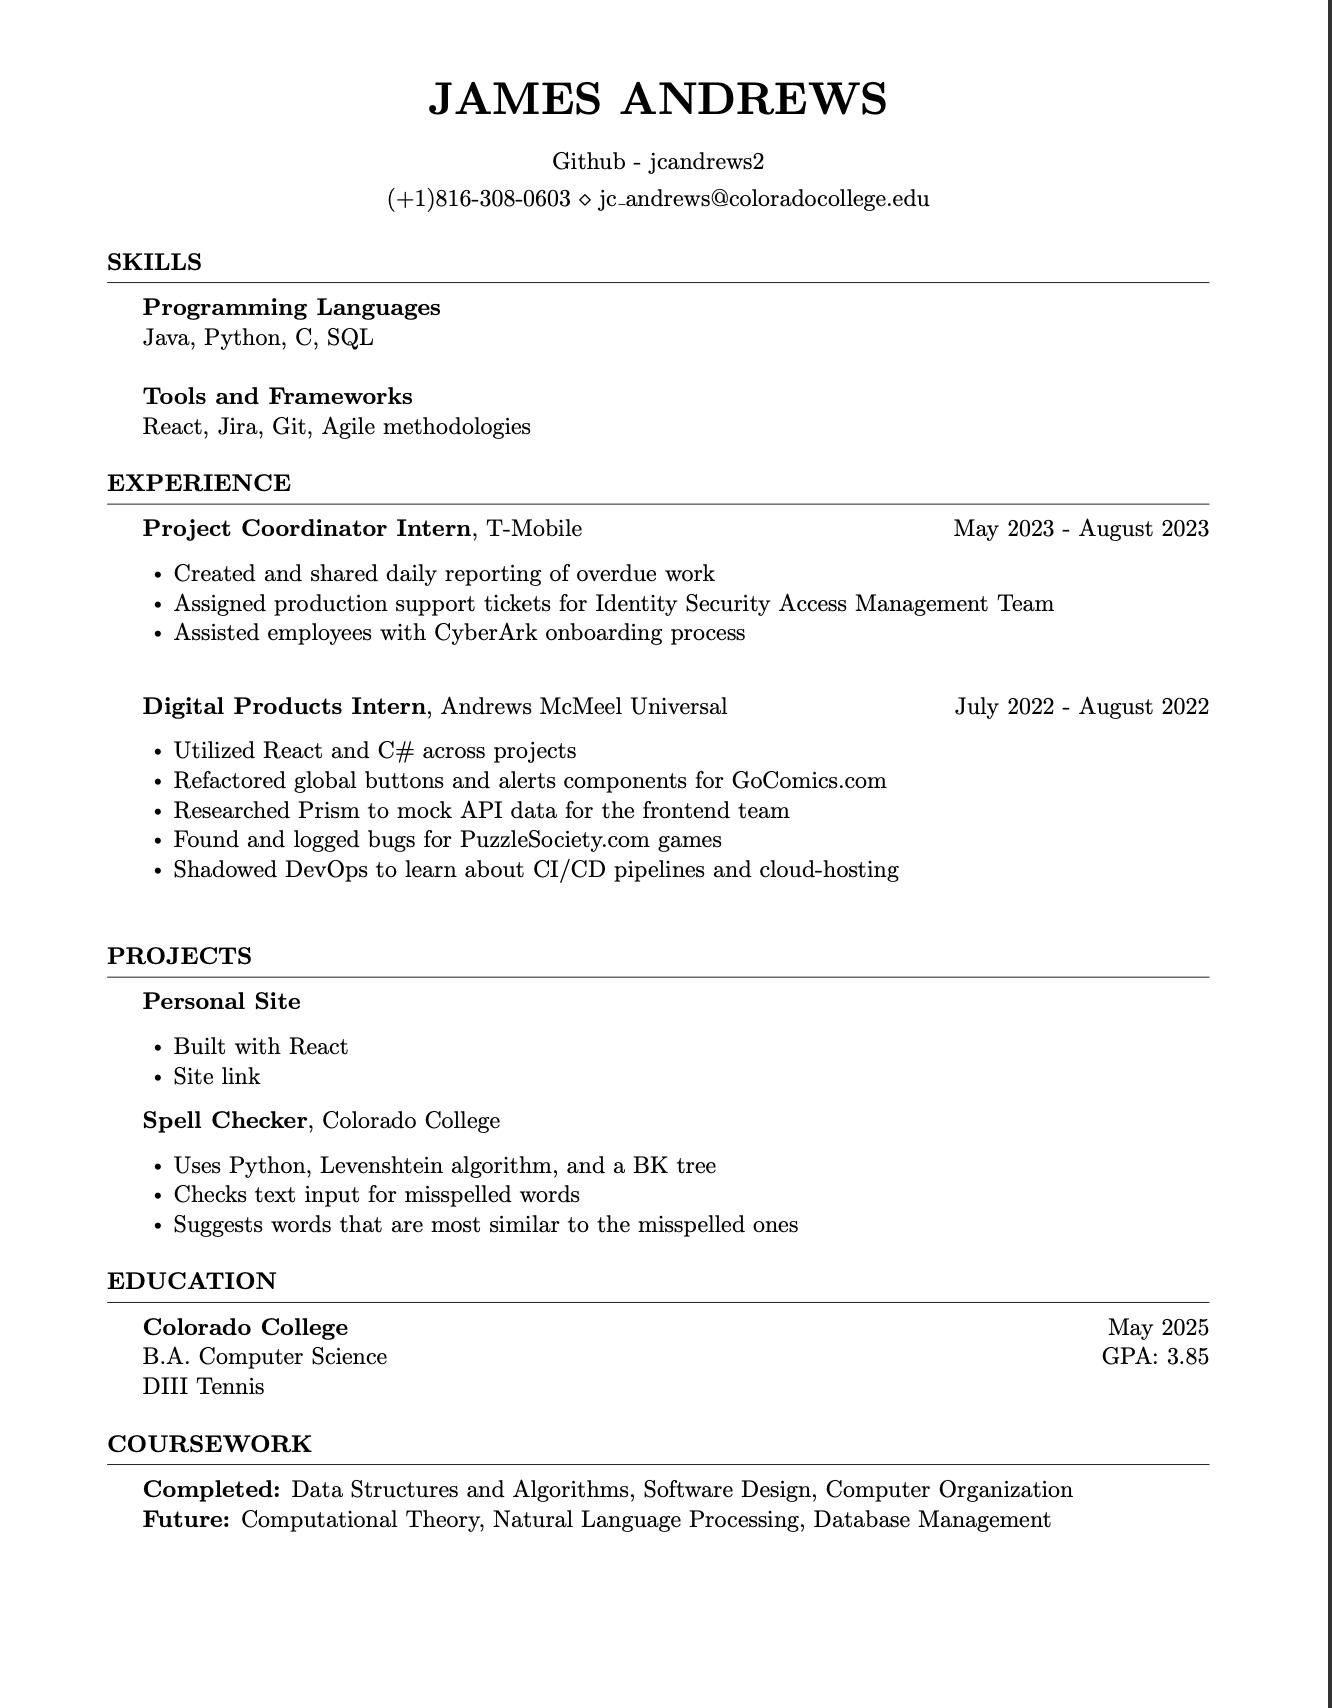 JAMES ANDREWS
Github - jcandrews2
(+1)816-308-0603 ⋄ jc_andrews@coloradocollege.edu
SKILLS
Programming Languages
Java, Python, C, SQL
Tools and Frameworks
React, Jira, Git, Agile methodologies
EXPERIENCE
Project Coordinator Intern, T-Mobile May 2023 - August 2023
• Created and shared daily reporting of overdue work
• Assigned production support tickets for Identity Security Access Management Team
• Assisted employees with CyberArk onboarding process
Digital Products Intern, Andrews McMeel Universal July 2022 - August 2022
• Utilized React and C# across projects
• Refactored global buttons and alerts components for GoComics.com
• Researched Prism to mock API data for the frontend team
• Found and logged bugs for PuzzleSociety.com games
• Shadowed DevOps to learn about CI/CD pipelines and cloud-hosting
PROJECTS
Personal Site
• Built with React
• Site link
Spell Checker, Colorado College
• Uses Python, Levenshtein algorithm, and a BK tree
• Checks text input for misspelled words
• Suggests words that are most similar to the misspelled ones
EDUCATION
Colorado College May 2025
B.A. Computer Science GPA: 3.85
DIII Tennis
COURSEWORK
Completed: Data Structures and Algorithms, Software Design, Computer Organization
Future: Computational Theory, Natural Language Processing, Database Management